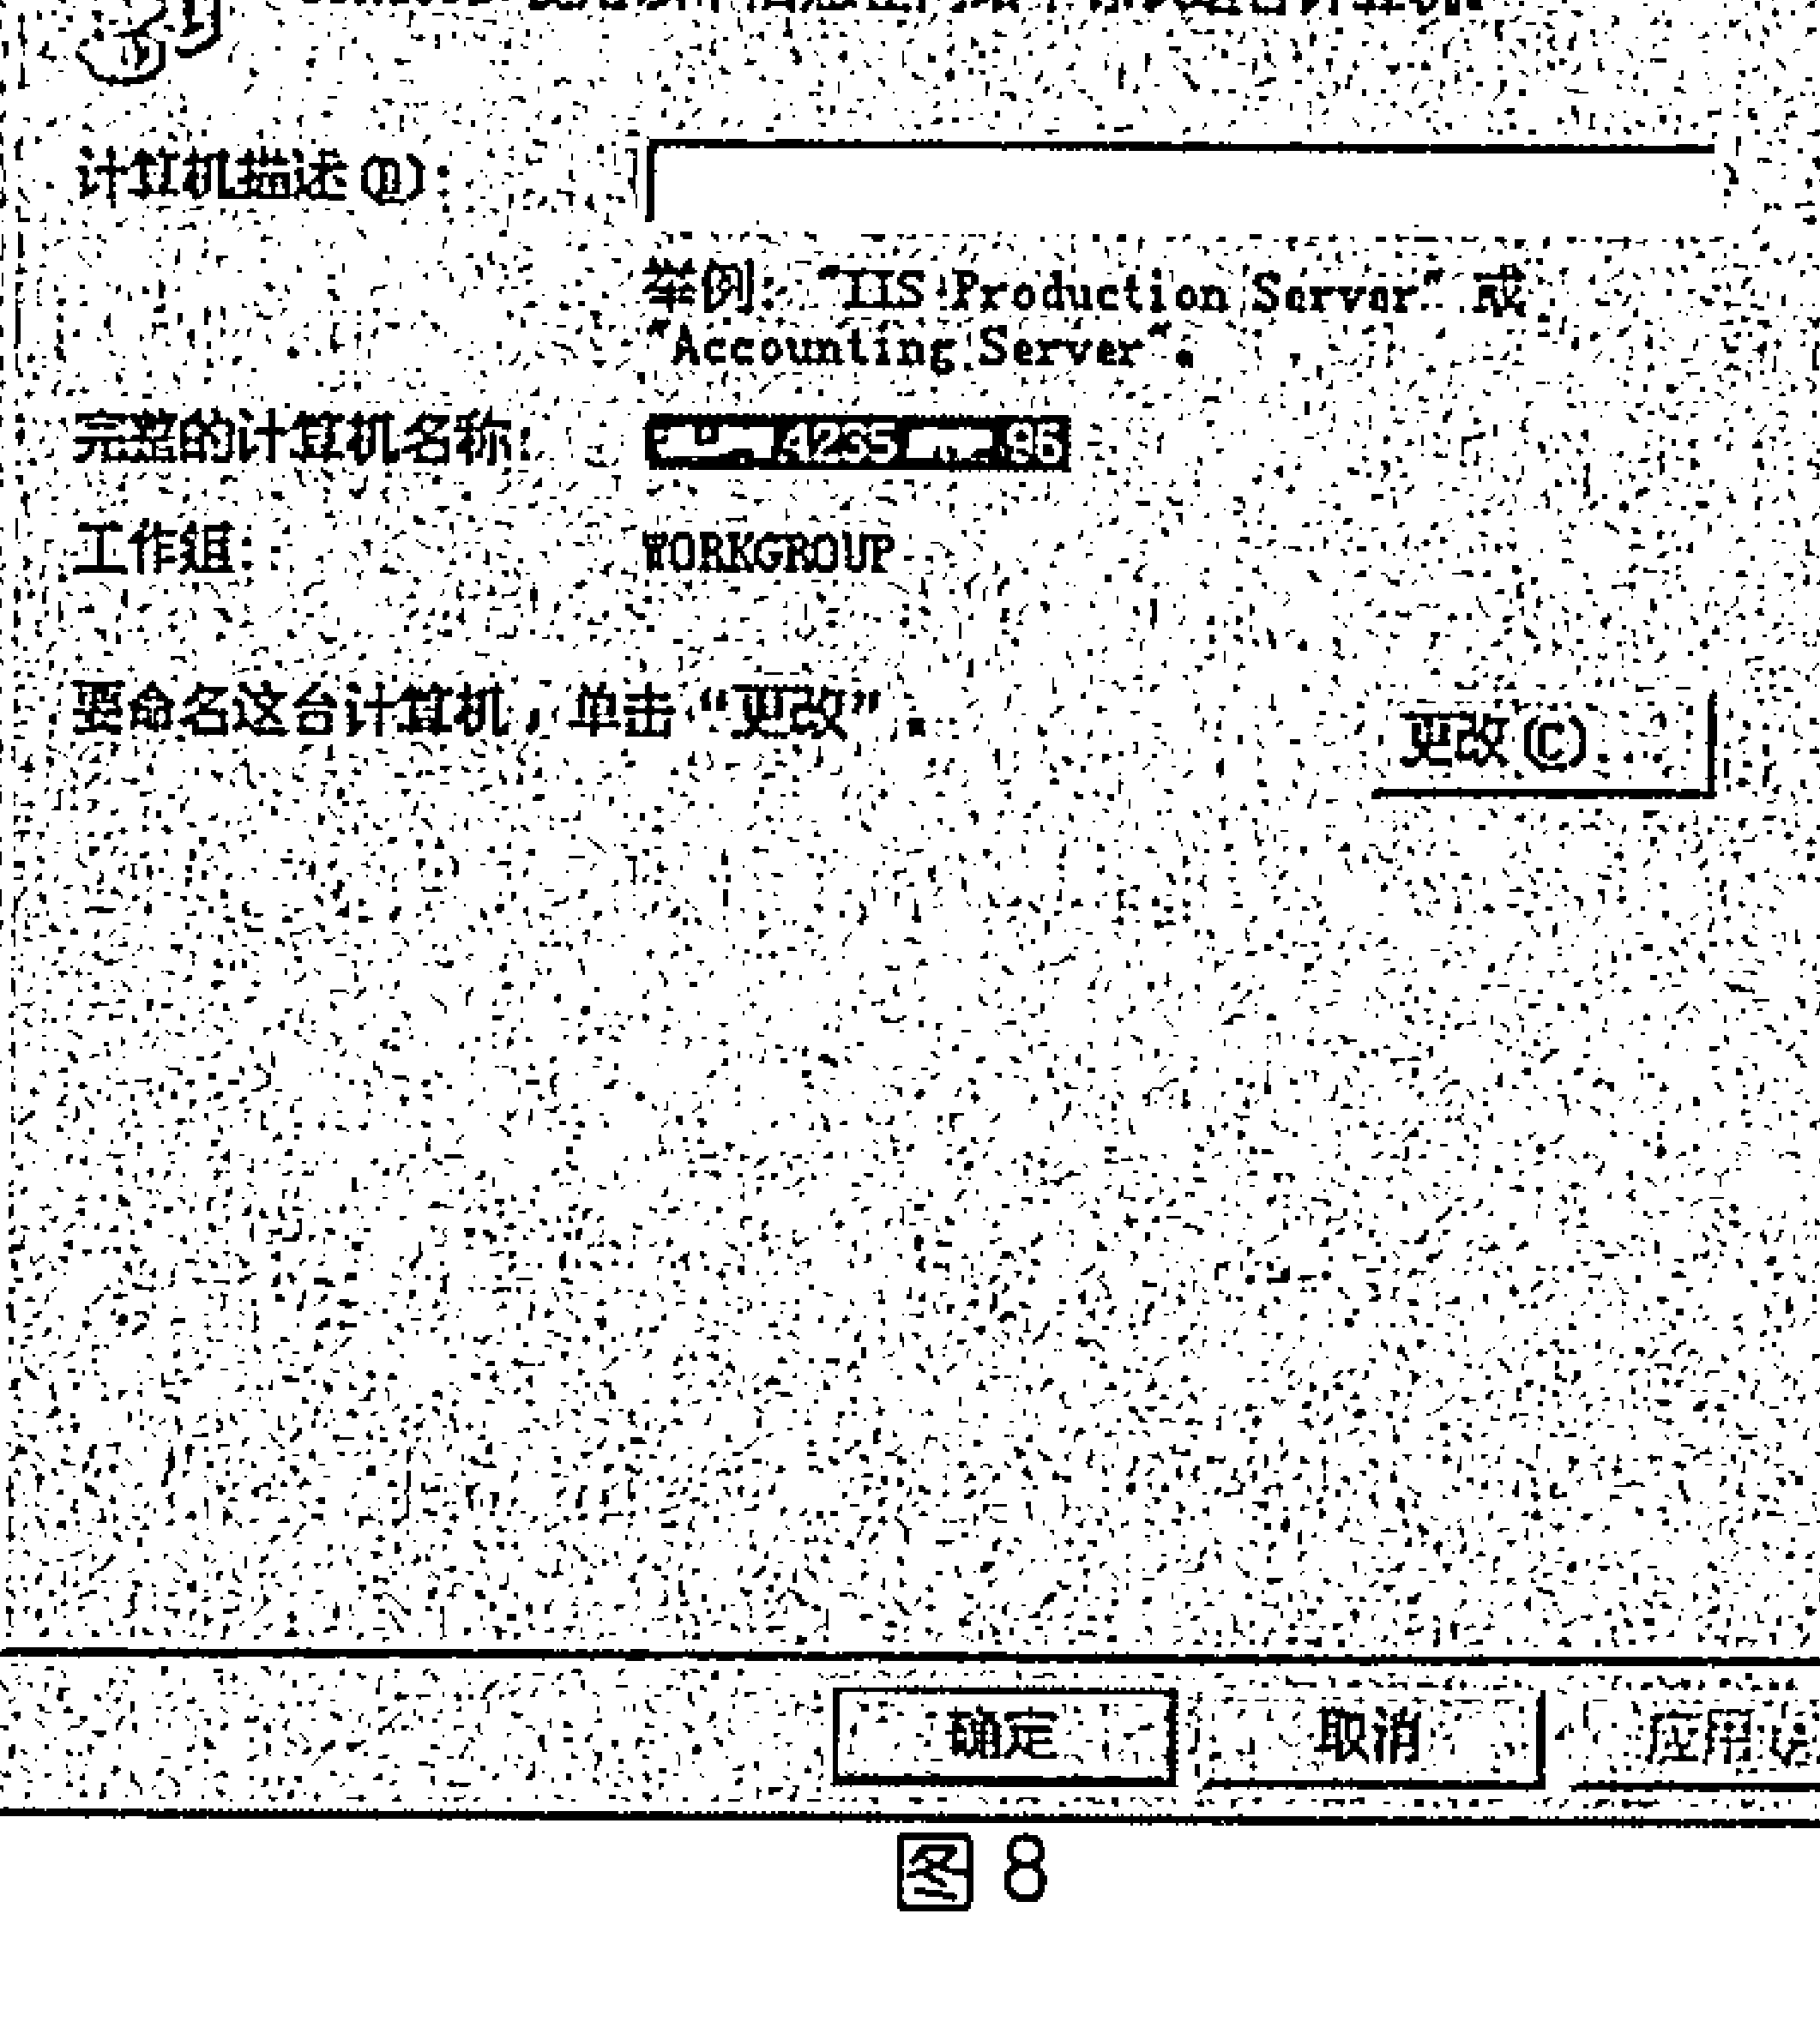 计算机描述(D):
举例: "IIS Production Server" 或
"Accounting Server"。
完整的计算机名称:
工作组: WORKGROUP
要命名这台计算机，单击“更改”。
更改(C)...
确定 取消 应用
图 8